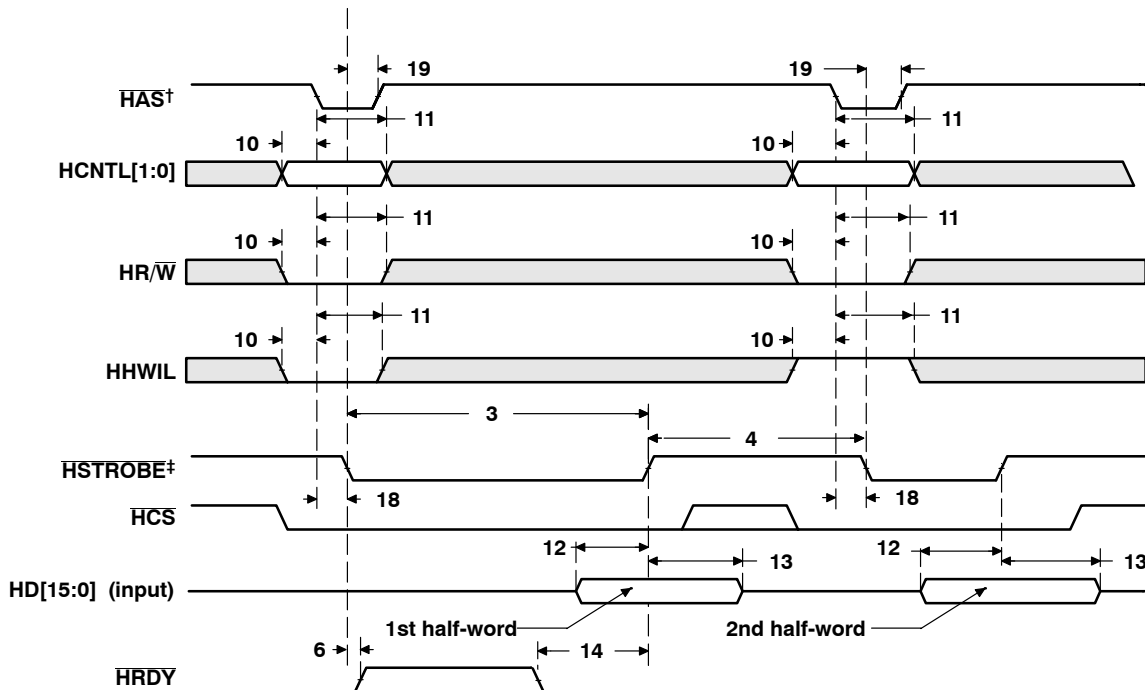 19 19
HAS†
11 11
10 10
HCNTL[1:0]
11 11
10 10
HR/W
11 11
10 10
HHWIL
3
4
HSTROBE‡
18 18
HCS
12 12
13 13
HD[15:0] (input)
1st half-word 2nd half-word
6 14
HRDY